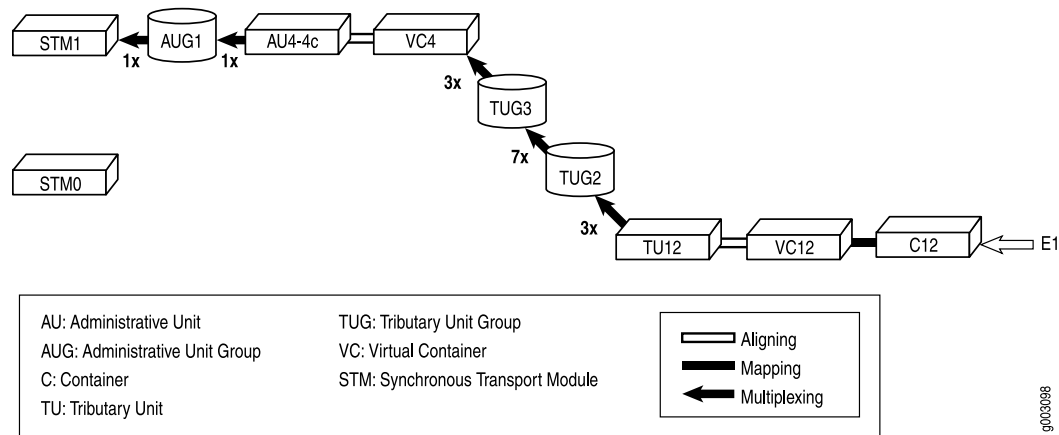 STM1
AUG1
AU4-4c
VC4
1x
1x
3x
TUG3
7x
STM0
TUG2
3x
TU12
VC12
C12
E1
AU: Administrative Unit
AUG: Administrative Unit Group
C: Container
TU: Tributary Unit
TUG: Tributary Unit Group
VC: Virtual Container
STM: Synchronous Transport Module
Aligning
Mapping
Multiplexing
g003098